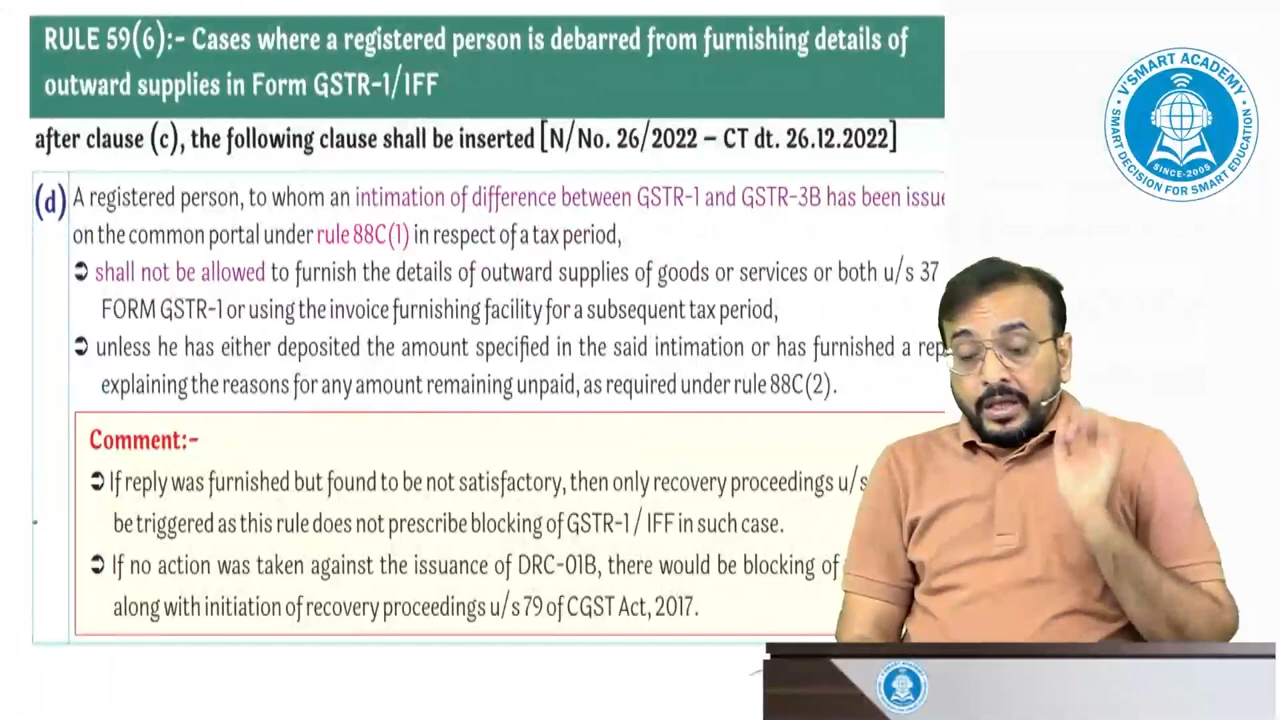 RULE 59(6):- Cases where a registered person is debarred from furnishing details of
outward supplies in Form GSTR-1/IFF
after clause (c), the following clause shall be inserted [N/No. 26/2022 – CT dt. 26.12.2022]
(d) A registered person, to whom an intimation of difference between GSTR-1 and GSTR-3B has been
on the common portal under rule 88C(1) in respect of a tax period,
➲ shall not be allowed to furnish the details of outward supplies of goods or services or both u/s 37
FORM GSTR-1 or using the invoice furnishing facility for a subsequent tax period,
➲ unless he has either deposited the amount specified in the said intimation or has furnished a
explaining the reasons for any amount remaining unpaid, as required under rule 88C(2).
Comment:-
➲ If reply was furnished but found to be not satisfactory, then only recovery proceedings u/s
be triggered as this rule does not prescribe blocking of GSTR-1 / IFF in such case.
➲ If no action was taken against the issuance of DRC-01B, there would be blocking of
along with initiation of recovery proceedings u/s 79 of CGST Act, 2017.
V'SMART ACADEMY
SINCE-2005
SMART DECISION FOR SMART EDUCATION
V'SMART ACADEMY